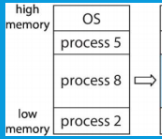 high
memory
OS
process 5
process 8
low
memory
process 2